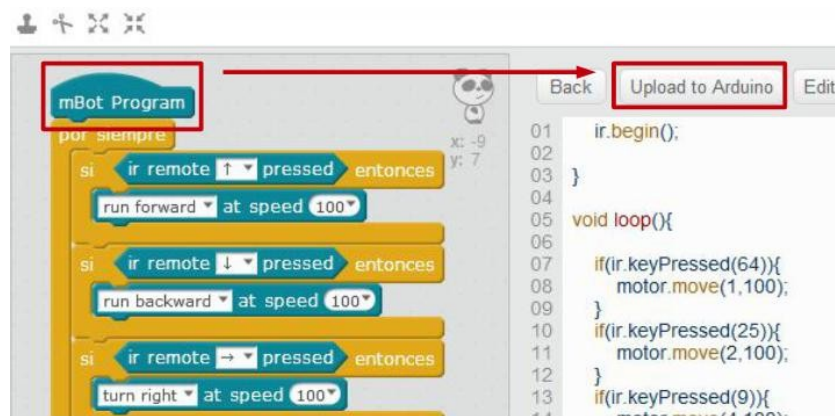 mBot Program
por siempre
si ir remote ↑ pressed entonces
run forward at speed 100
si ir remote ↓ pressed entonces
run backward at speed 100
si ir remote → pressed entonces
turn right at speed 100
x: -9
y: 7
Back Upload to Arduino Edit
01 ir.begin();
02
03 }
04
05 void loop(){
06
07 if(ir.keyPressed(64)){
08 motor.move(1,100);
09 }
10 if(ir.keyPressed(25)){
11 motor.move(2,100);
12 }
13 if(ir.keyPressed(9)){